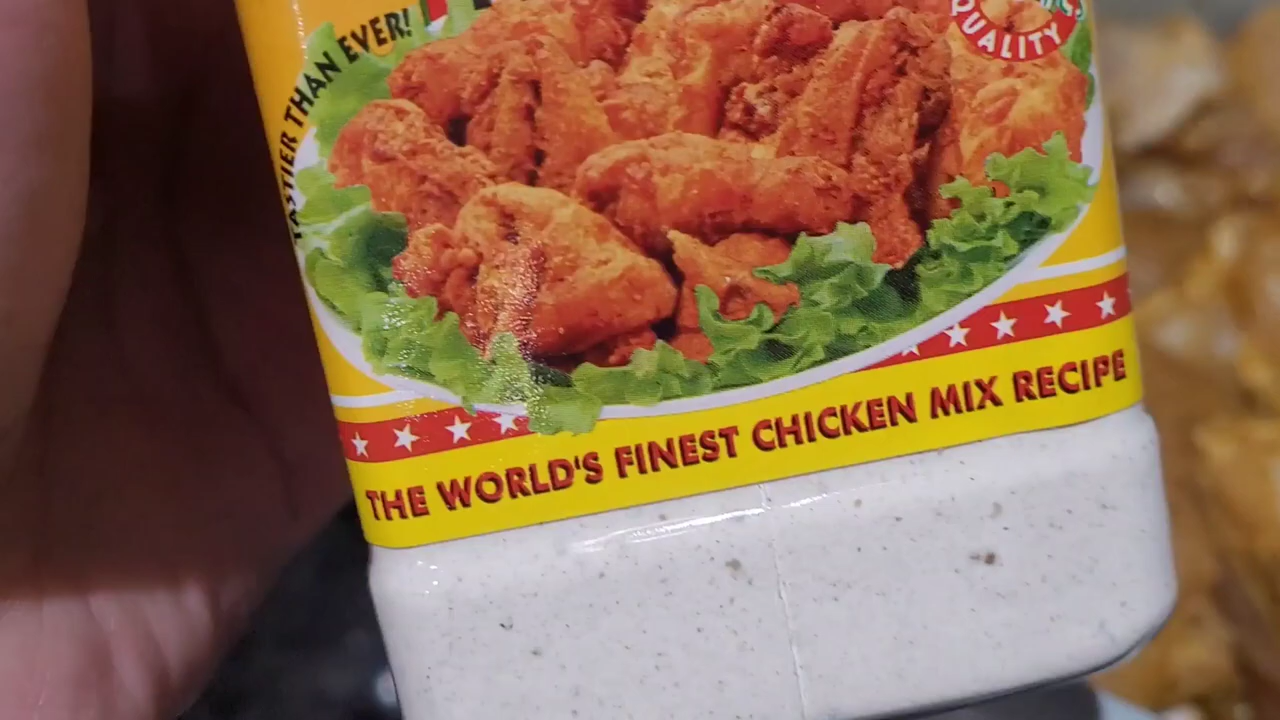 TASTIER THAN EVER!
QUALITY
THE WORLD'S FINEST CHICKEN MIX RECIPE